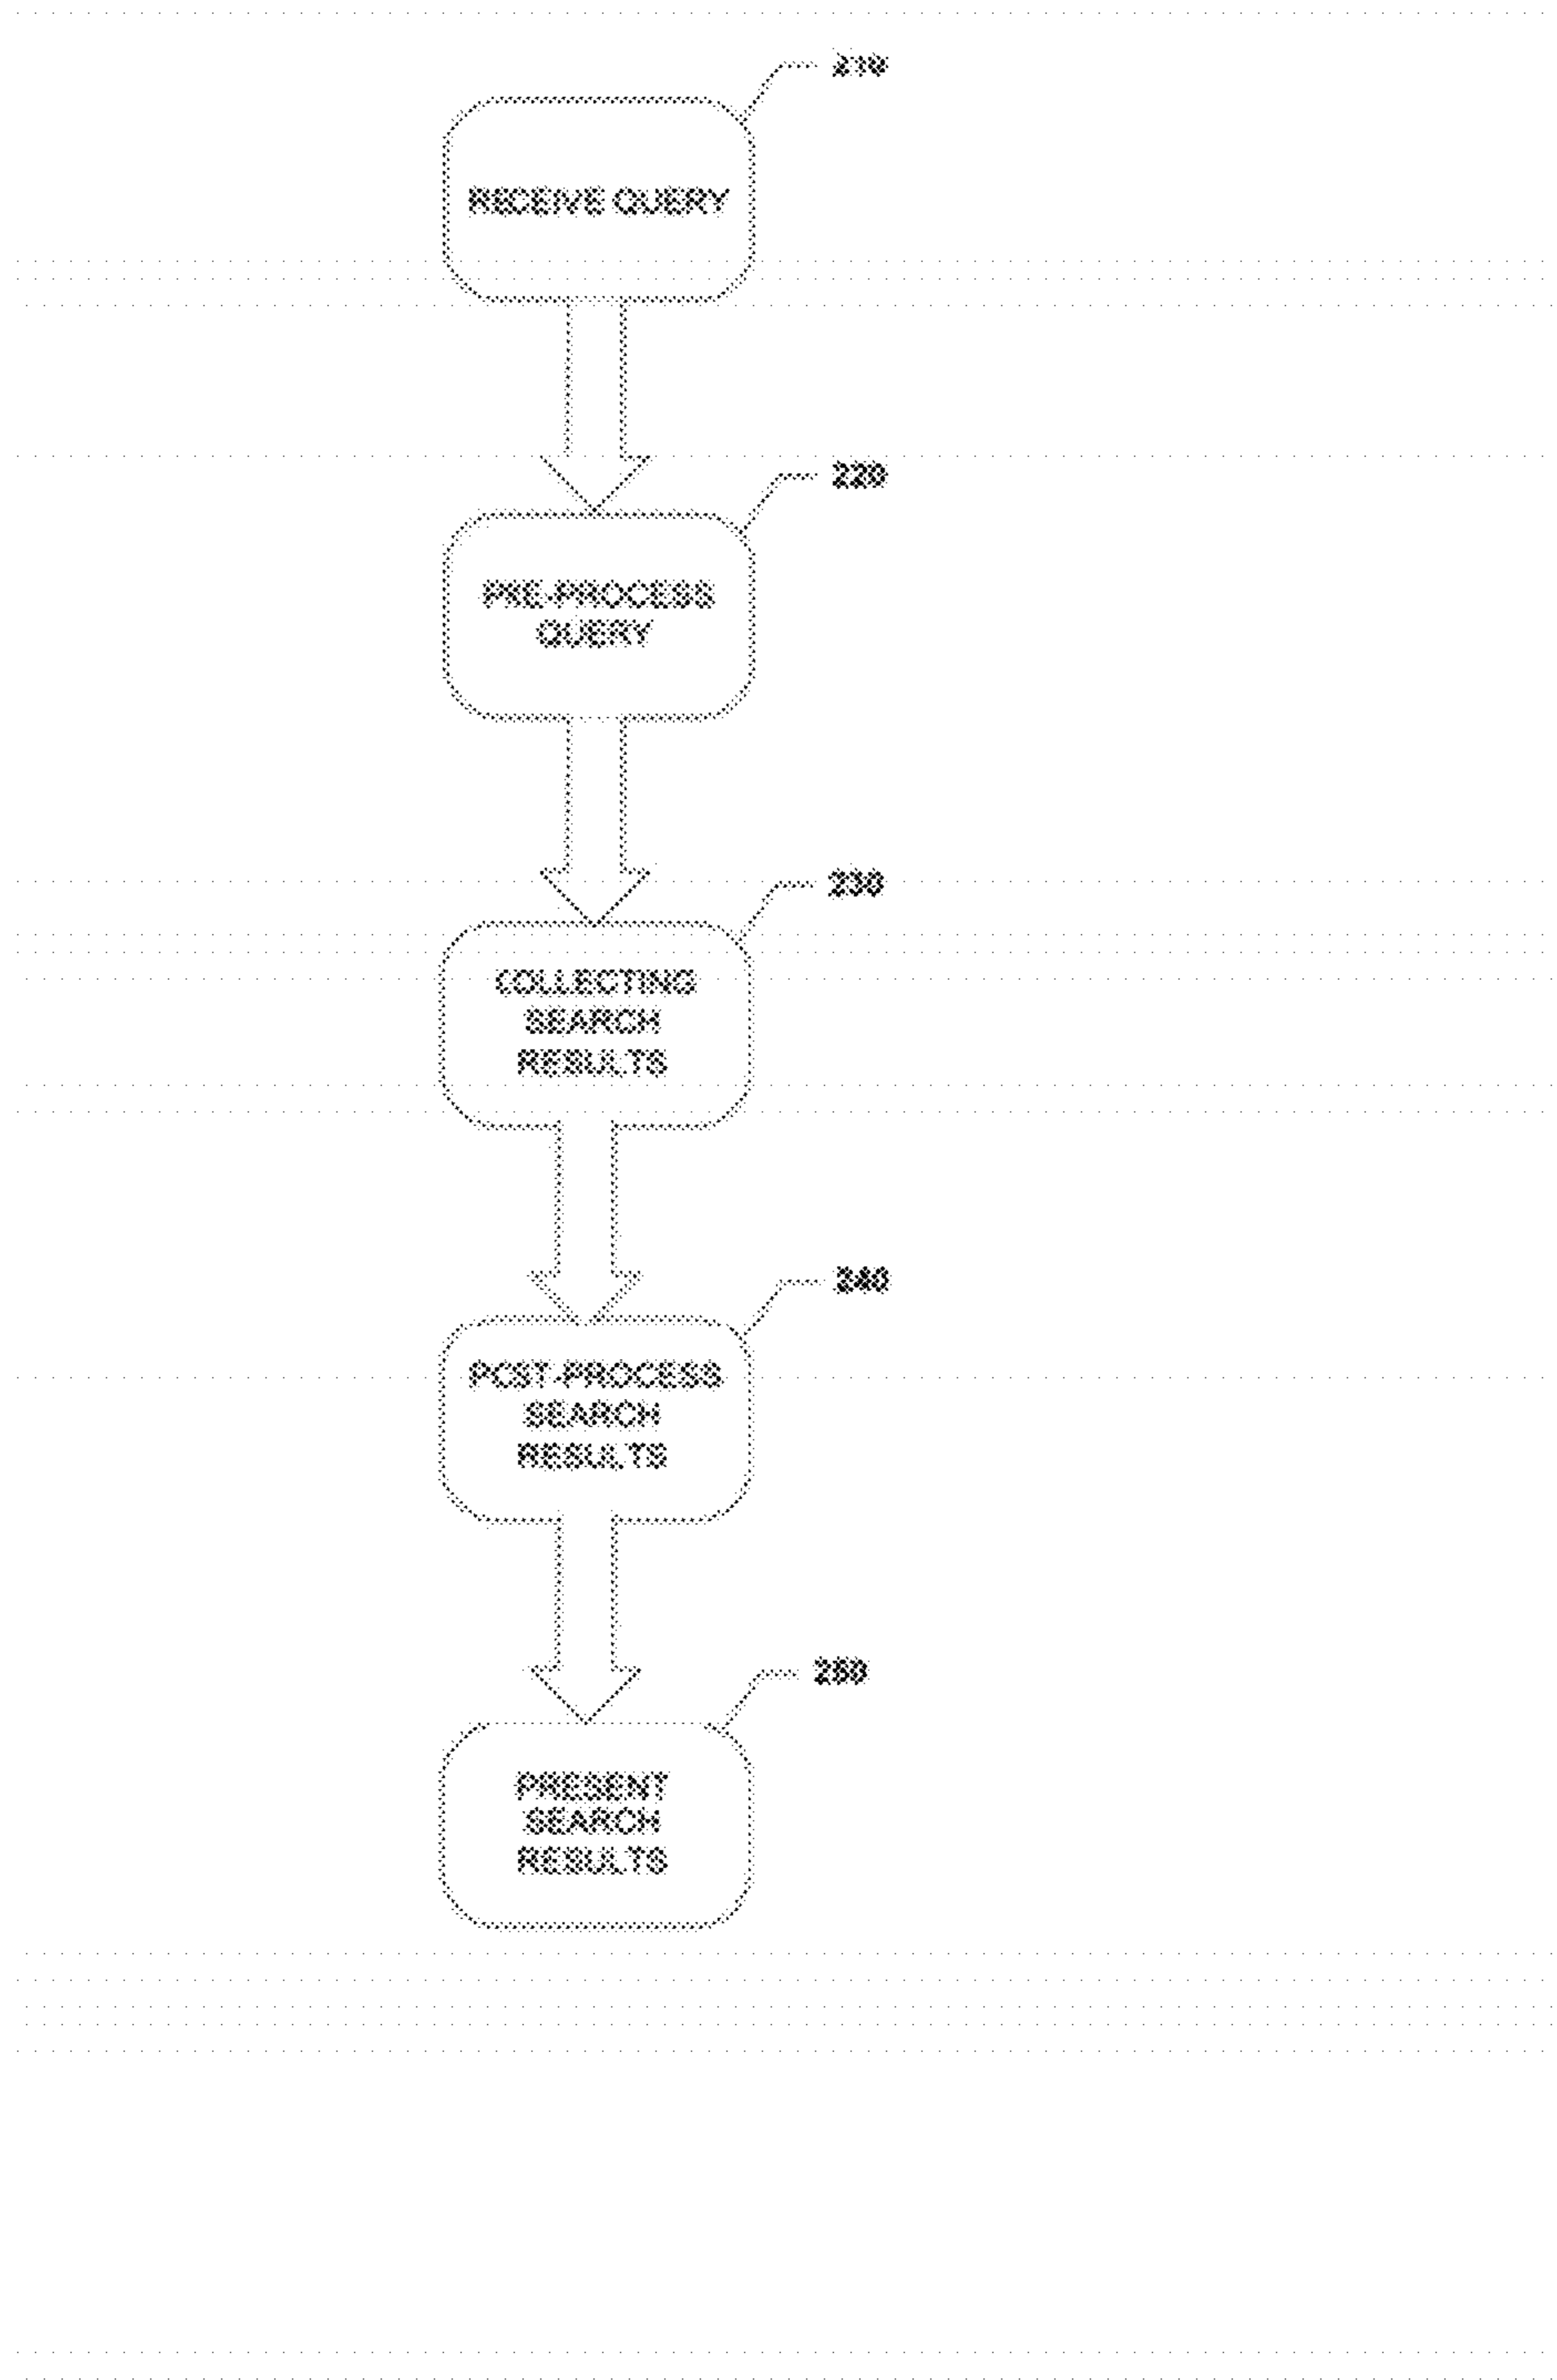 210
RECEIVE QUERY
220
PRE-PROCESS
QUERY
230
COLLECTING
SEARCH
RESULTS
240
POST-PROCESS
SEARCH
RESULTS
250
PRESENT
SEARCH
RESULTS